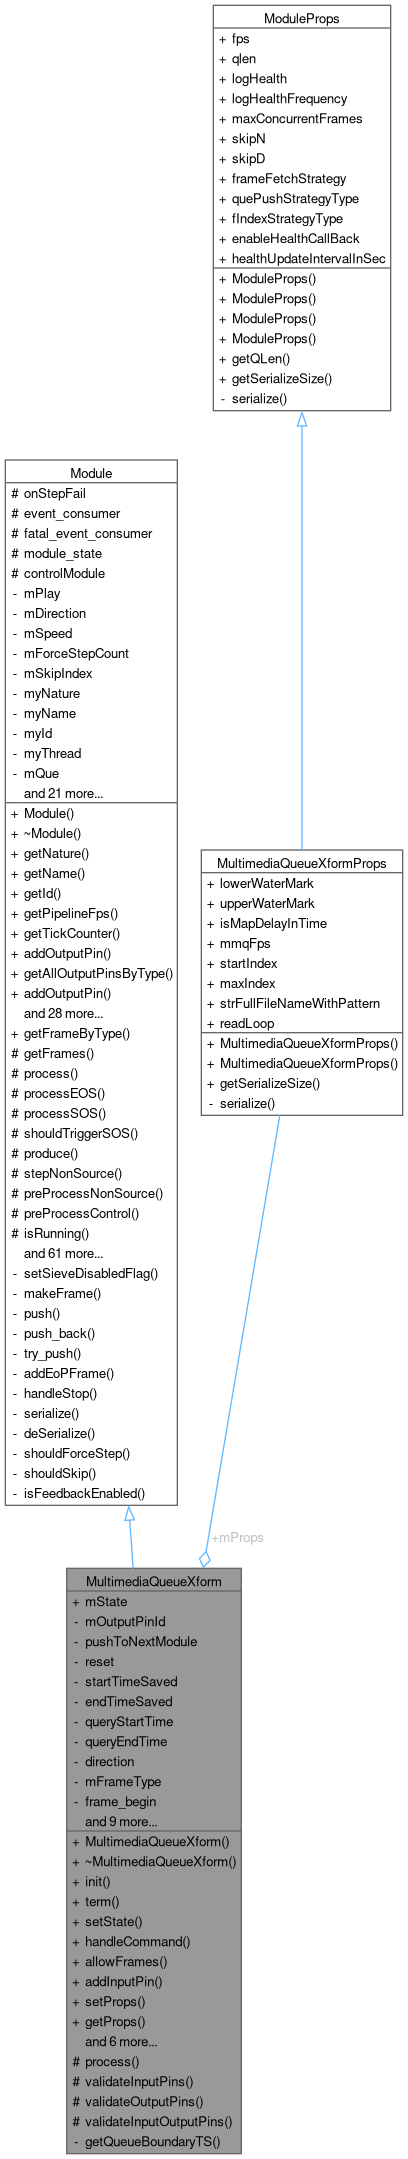 ModuleProps
+ fps
+ qlen
+ logHealth
+ logHealthFrequency
+ maxConcurrentFrames
+ skipN
+ skipD
+ frameFetchStrategy
+ quePushStrategyType
+ fIndexStrategyType
+ enableHealthCallBack
+ healthUpdateIntervalInSec
+ ModuleProps()
+ ModuleProps()
+ ModuleProps()
+ ModuleProps()
+ getQLen()
+ getSerializeSize()
- serialize()
Module
# onStepFail
# event_consumer
# fatal_event_consumer
# module_state
# controlModule
- mPlay
- mDirection
- mSpeed
- mForceStepCount
- mSkipIndex
- myNature
- myName
- myId
- myThread
- mQue
and 21 more...
+ Module()
+ ~Module()
+ getNature()
+ getName()
+ getId()
+ getPipelineFps()
+ getTickCounter()
+ addOutputPin()
+ getAllOutputPinsByType()
+ addOutputPin()
and 28 more...
+ getFrameByType()
# getFrames()
# process()
# processEOS()
# processSOS()
# shouldTriggerSOS()
# produce()
# stepNonSource()
# preProcessNonSource()
# preProcessControl()
# isRunning()
and 61 more...
- setSieveDisabledFlag()
- makeFrame()
- push()
- push_back()
- try_push()
- addEoPFrame()
- handleStop()
- serialize()
- deSerialize()
- shouldForceStep()
- shouldSkip()
- isFeedbackEnabled()
MultimediaQueueXformProps
+ lowerWaterMark
+ upperWaterMark
+ isMapDelayInTime
+ mmqFps
+ startIndex
+ maxIndex
+ strFullFileNameWithPattern
+ readLoop
+ MultimediaQueueXformProps()
+ MultimediaQueueXformProps()
+ getSerializeSize()
- serialize()
+mProps
MultimediaQueueXform
+ mState
- mOutputPinId
- pushToNextModule
- reset
- startTimeSaved
- endTimeSaved
- queryStartTime
- queryEndTime
- direction
- mFrameType
- frame_begin
and 9 more...
+ MultimediaQueueXform()
+ ~MultimediaQueueXform()
+ init()
+ term()
+ setState()
+ handleCommand()
+ allowFrames()
+ addInputPin()
+ setProps()
+ getProps()
and 6 more...
# process()
# validateInputPins()
# validateOutputPins()
# validateInputOutputPins()
- getQueueBoundaryTS()